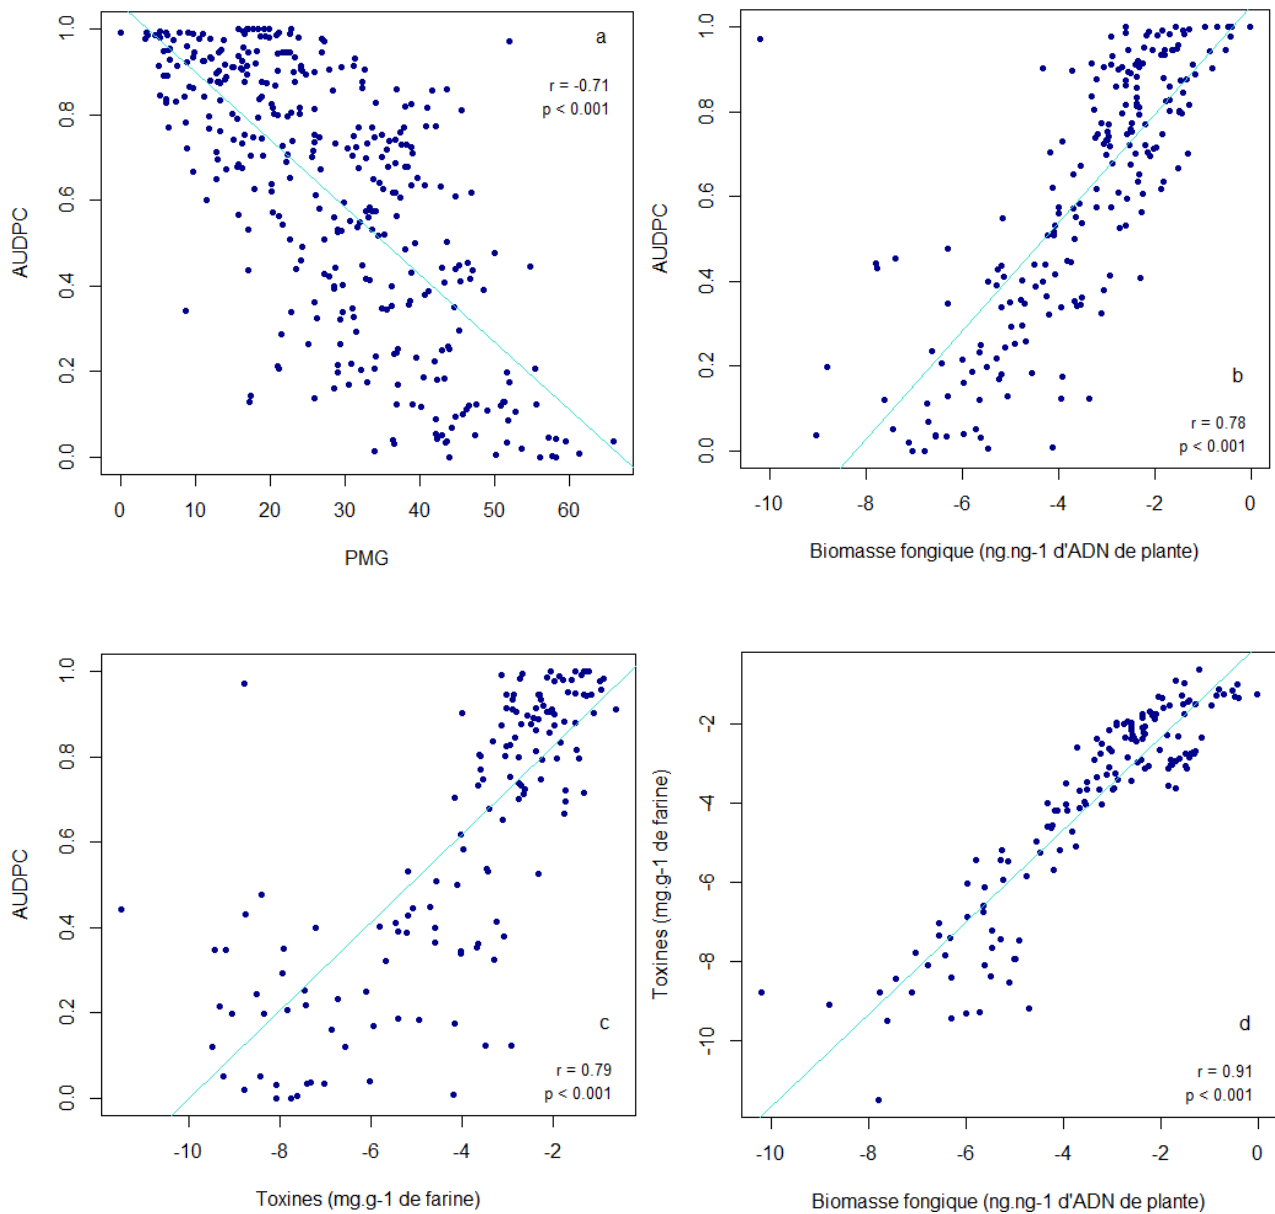 a
r = -0.71
p < 0.001
AUDPC
0.0
0.2
0.4
0.6
0.8
1.0
0 10 20 30 40 50 60
PMG
b
r = 0.78
p < 0.001
AUDPC
0.0
0.2
0.4
0.6
0.8
1.0
-10 -8 -6 -4 -2 0
Biomasse fongique (ng.ng-1 d'ADN de plante)
c
r = 0.79
p < 0.001
AUDPC
0.0
0.2
0.4
0.6
0.8
1.0
-10 -8 -6 -4 -2
Toxines (mg.g-1 de farine)
d
r = 0.91
p < 0.001
Toxines (mg.g-1 de farine)
-10
-8
-6
-4
-2
-10 -8 -6 -4 -2 0
Biomasse fongique (ng.ng-1 d'ADN de plante)